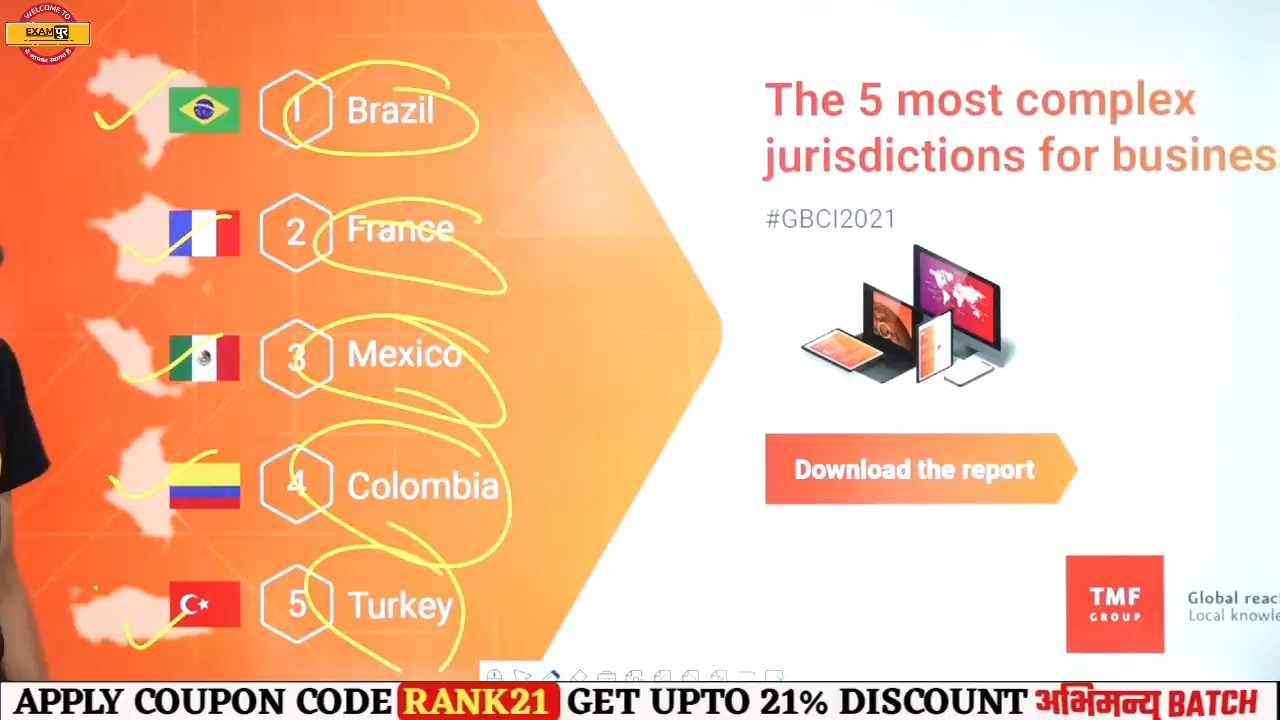 WELCOME TO
EXAMपुर
1 Brazil
2 France
3 Mexico
4 Colombia
5 Turkey
The 5 most complex
jurisdictions for busines
#GBCI2021
Download the report
TMF
GROUP
Global reac
Local knowle
APPLY COUPON CODE RANK21 GET UPTO 21% DISCOUNT अभिमन्यु BATCH